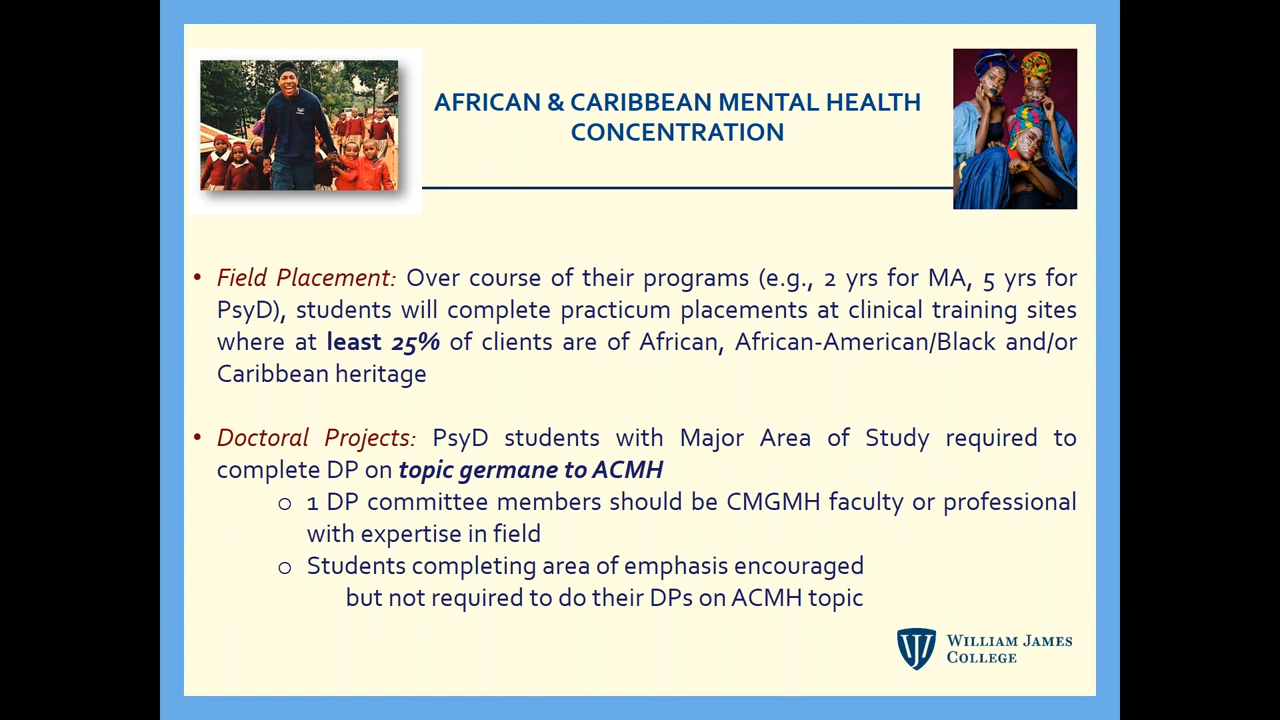 AFRICAN & CARIBBEAN MENTAL HEALTH
CONCENTRATION
• Field Placement: Over course of their programs (e.g., 2 yrs for MA, 5 yrs for
PsyD), students will complete practicum placements at clinical training sites
where at least 25% of clients are of African, African-American/Black and/or
Caribbean heritage
• Doctoral Projects: PsyD students with Major Area of Study required to
complete DP on topic germane to ACMH
o 1 DP committee members should be CMGMH faculty or professional
with expertise in field
o Students completing area of emphasis encouraged
but not required to do their DPs on ACMH topic
WILLIAM JAMES
COLLEGE